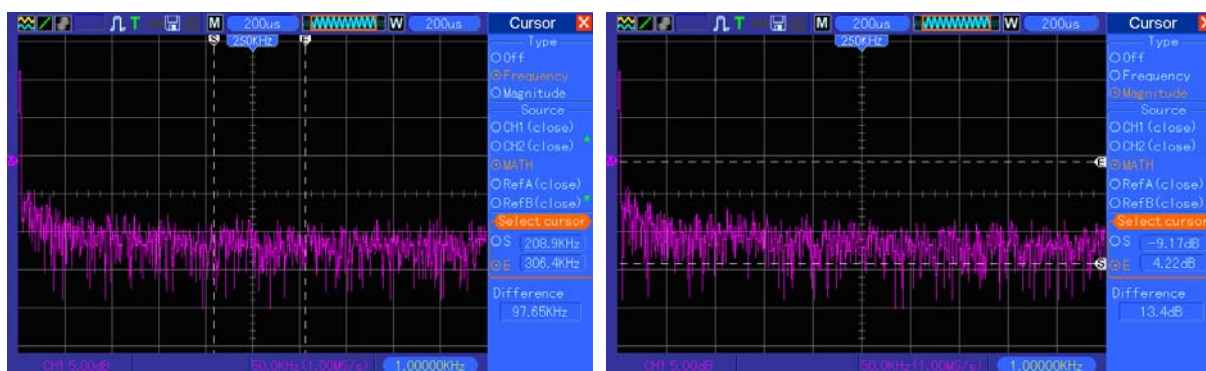 T M 200us W 200us Cursor
S 250KHz E
Type
Off
Frequency
Magnitude
Source
CH1(close)
CH2(close)
MATH
RefA(close)
RefB(close)
Select cursor
S 208.9KHz
E 306.4KHz
Difference
97.65KHz
CH1 5.00dB 50.0KHz(1.00MS/s) 1.00000KHz
T M 200us W 200us Cursor
250KHz
Type
Off
Frequency
Magnitude
Source
E CH1(close)
CH2(close)
MATH
RefA(close)
RefB(close)
Select cursor
S S -9.17dB
E 4.22dB
Difference
13.4dB
CH1 5.00dB 50.0KHz(1.00MS/s) 1.00000KHz